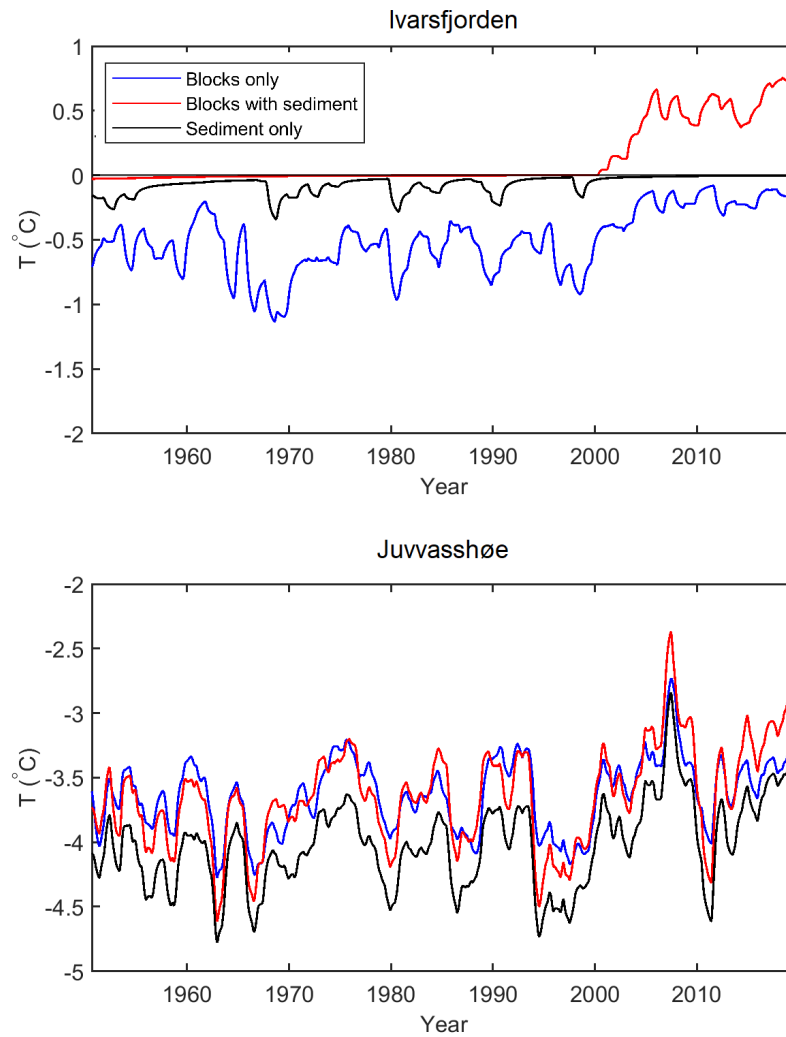 Ivarsfjorden
1
0.5
0
-0.5
-1
-1.5
-2
T (°C)
Blocks only
Blocks with sediment
Sediment only
1960 1970 1980 1990 2000 2010
Year
Juvvasshøe
-2
-2.5
-3
-3.5
-4
-4.5
-5
T (°C)
1960 1970 1980 1990 2000 2010
Year